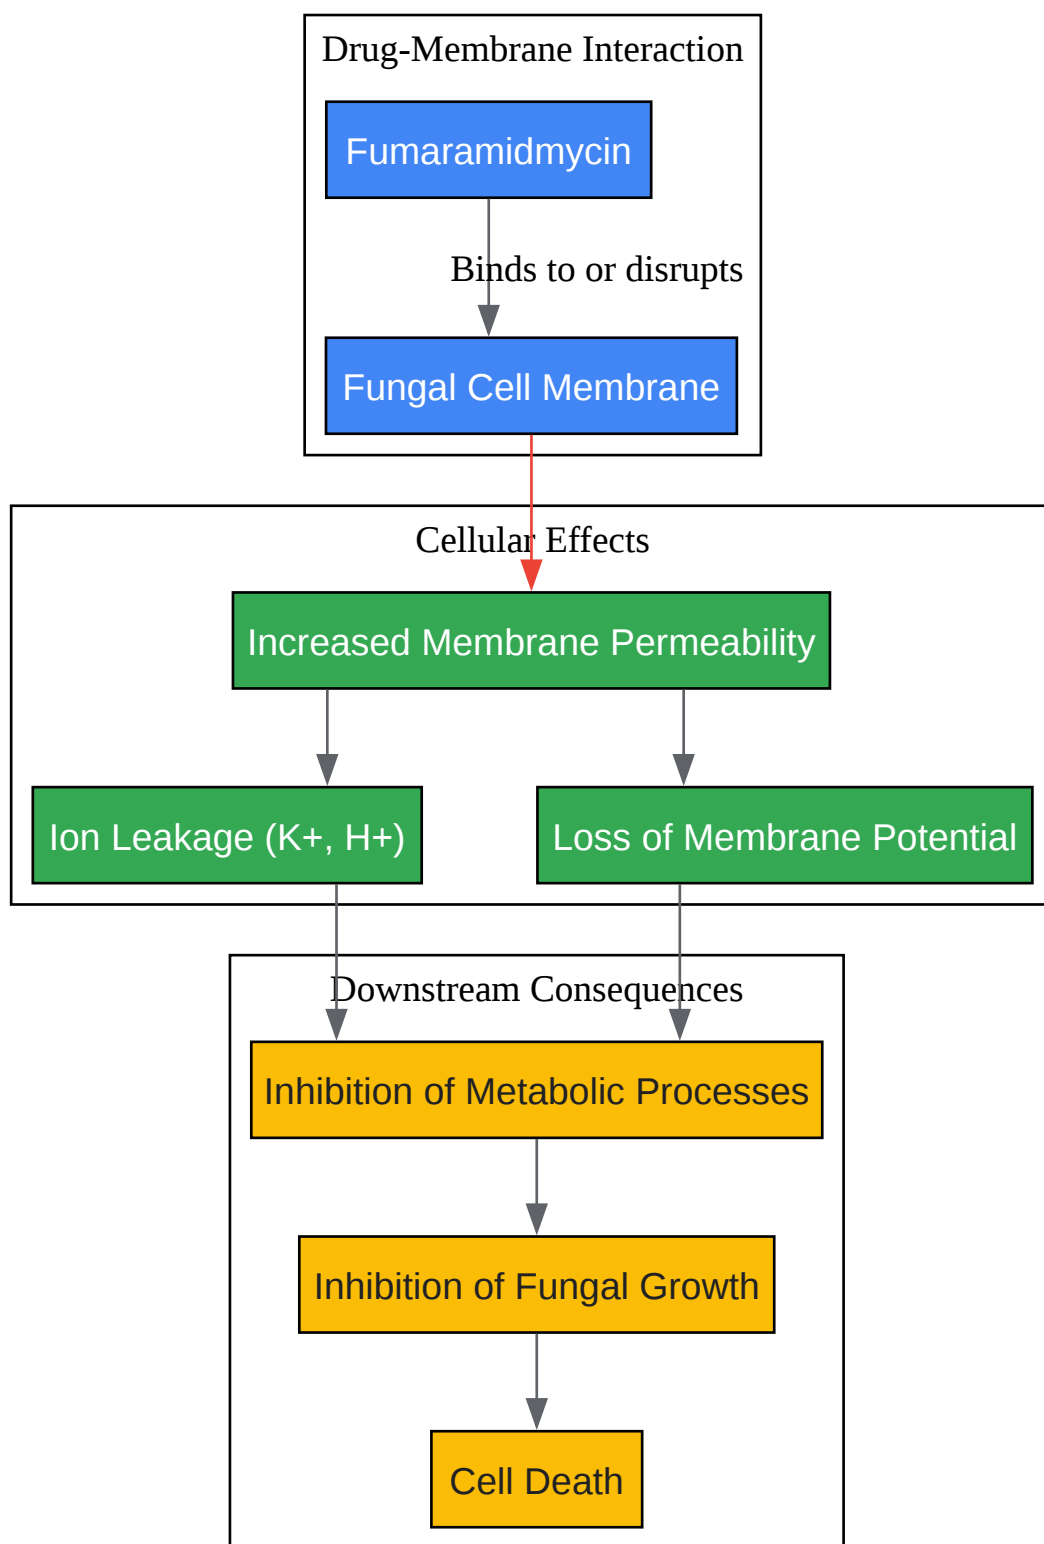 Drug-Membrane Interaction
Fumaramidmycin
Binds to or disrupts
Fungal Cell Membrane
Cellular Effects
Increased Membrane Permeability
Ion Leakage (K+, H+)
Loss of Membrane Potential
Downstream Consequences
Inhibition of Metabolic Processes
Inhibition of Fungal Growth
Cell Death